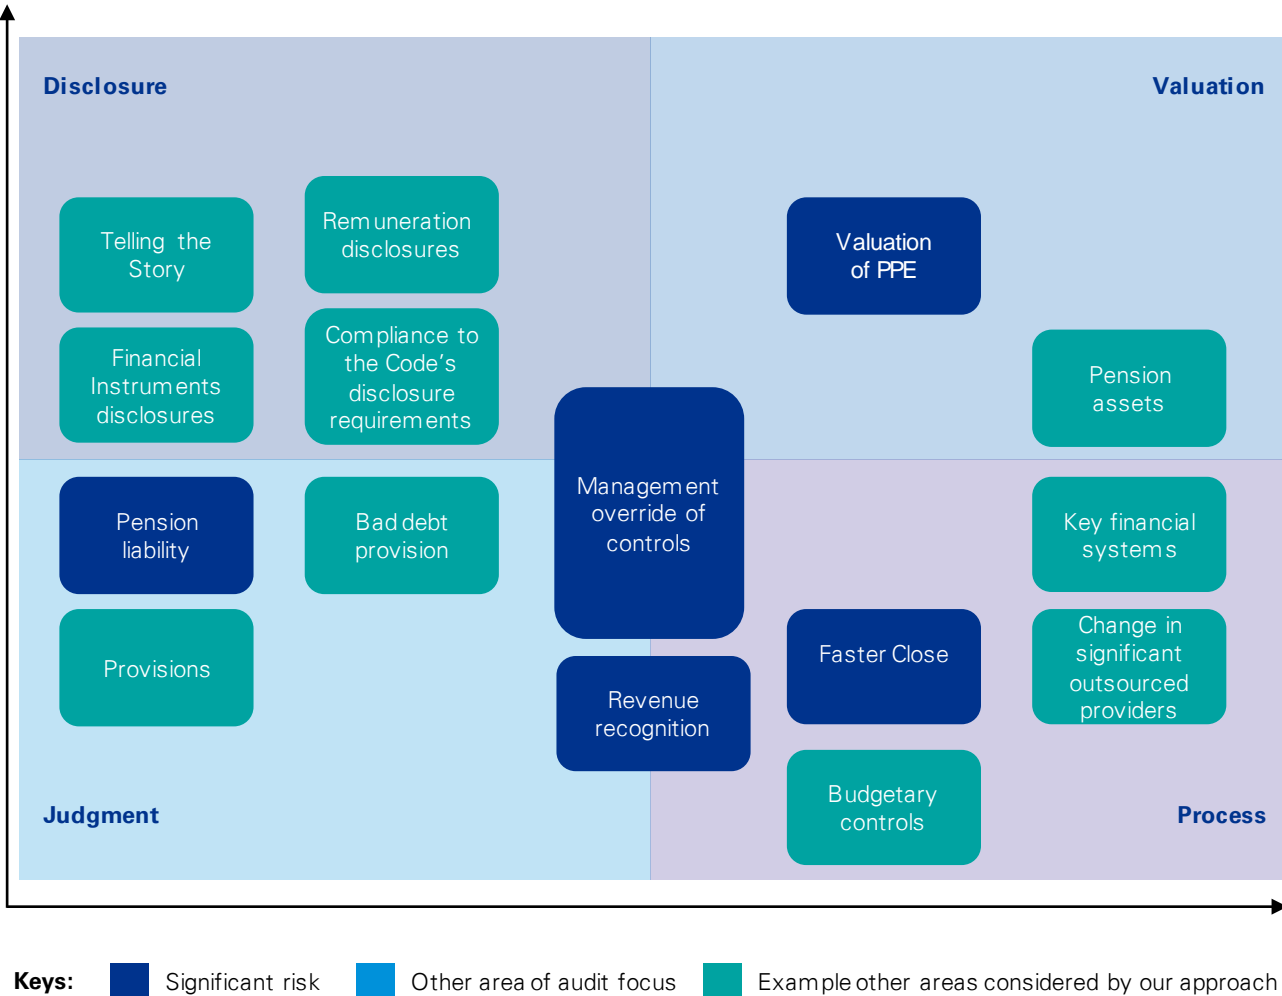 Disclosure
Valuation
Telling the
Story
Remuneration
disclosures
Valuation
of PPE
Financial
Instruments
disclosures
Compliance to
the Code's
disclosure
requirements
Pension
assets
Management
override of
controls
Pension
liability
Bad debt
provision
Key financial
systems
Provisions
Revenue
recognition
Faster Close
Change in
significant
outsourced
providers
Budgetary
controls
Judgment
Process
Keys:
Significant risk
Other area of audit focus
Example other areas considered by our approach